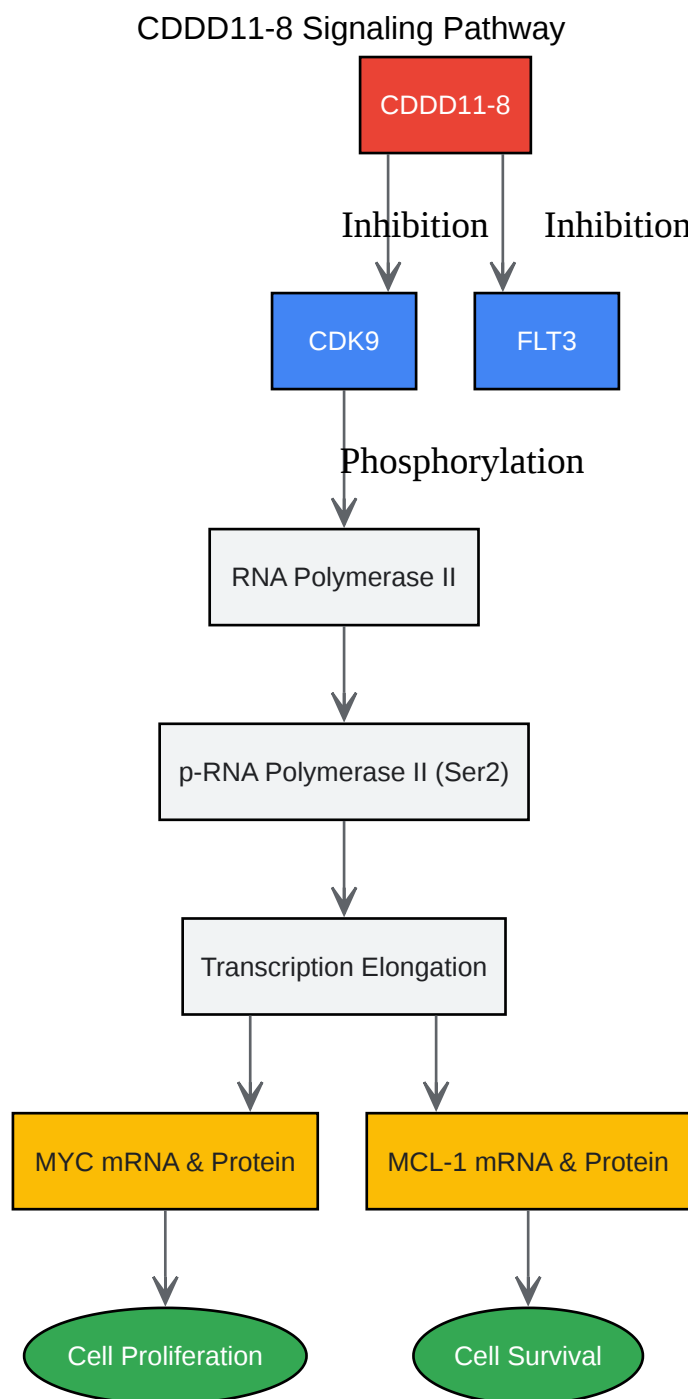 CDDD11-8 Signaling Pathway
CDDD11-8
Inhibition
Inhibition
CDK9
FLT3
Phosphorylation
RNA Polymerase II
p-RNA Polymerase II (Ser2)
Transcription Elongation
MYC mRNA & Protein
MCL-1 mRNA & Protein
Cell Proliferation
Cell Survival